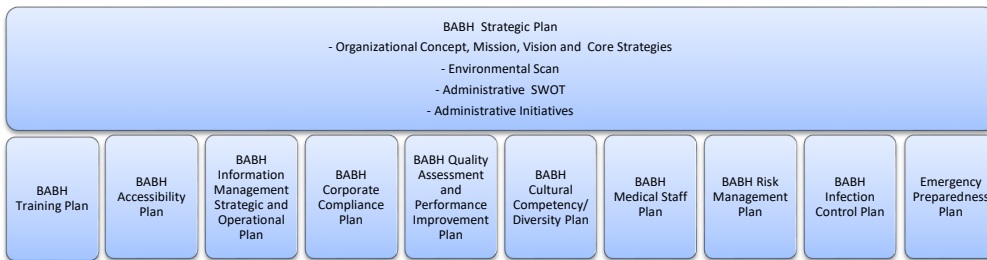 BABH Strategic Plan
- Organizational Concept, Mission, Vision and Core Strategies
- Environmental Scan
- Administrative SWOT
- Administrative Initiatives
BABH
Training Plan
BABH
Accessibility
Plan
BABH
Information
Management
Strategic and
Operational
Plan
BABH
Corporate
Compliance
Plan
BABH Quality
Assessment
and
Performance
Improvement
Plan
BABH
Cultural
Competency/
Diversity Plan
BABH
Medical Staff
Plan
BABH Risk
Management
Plan
BABH
Infection
Control Plan
Emergency
Preparedness
Plan